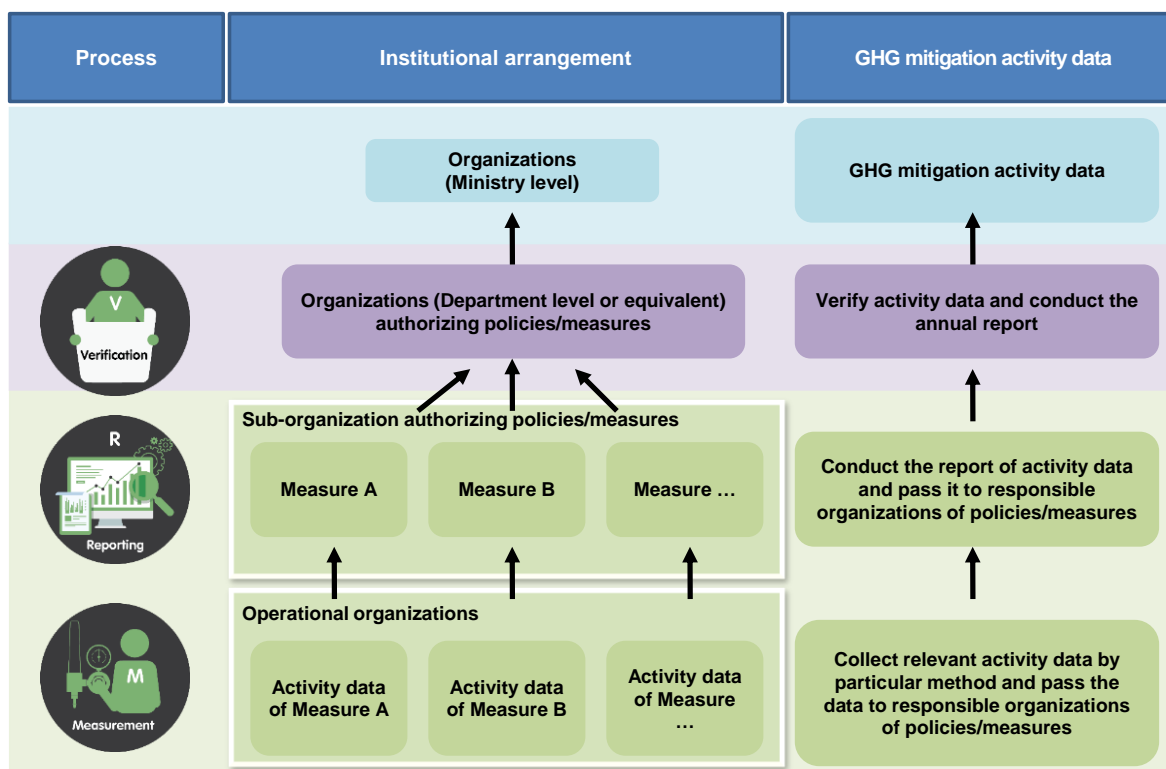 Process
Institutional arrangement
GHG mitigation activity data
Organizations
(Ministry level)
GHG mitigation activity data
V
Verification
Organizations (Department level or equivalent)
authorizing policies/measures
Verify activity data and conduct the
annual report
R
Reporting
Sub-organization authorizing policies/measures
Measure A
Measure B
Measure …
Conduct the report of activity data
and pass it to responsible
organizations of policies/measures
M
Measurement
Operational organizations
Activity data
of Measure A
Activity data
of Measure B
Activity data
of Measure
…
Collect relevant activity data by
particular method and pass the
data to responsible organizations
of policies/measures